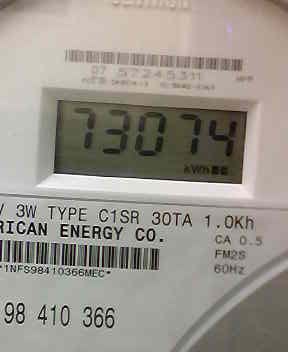 07 57245311
73074
kWh
V 3W TYPE C1SR 30TA 1.0Kh
RICAN ENERGY CO.
CA 0.5
FM2S
60Hz
*1NFS98410366MEC*
98 410 366